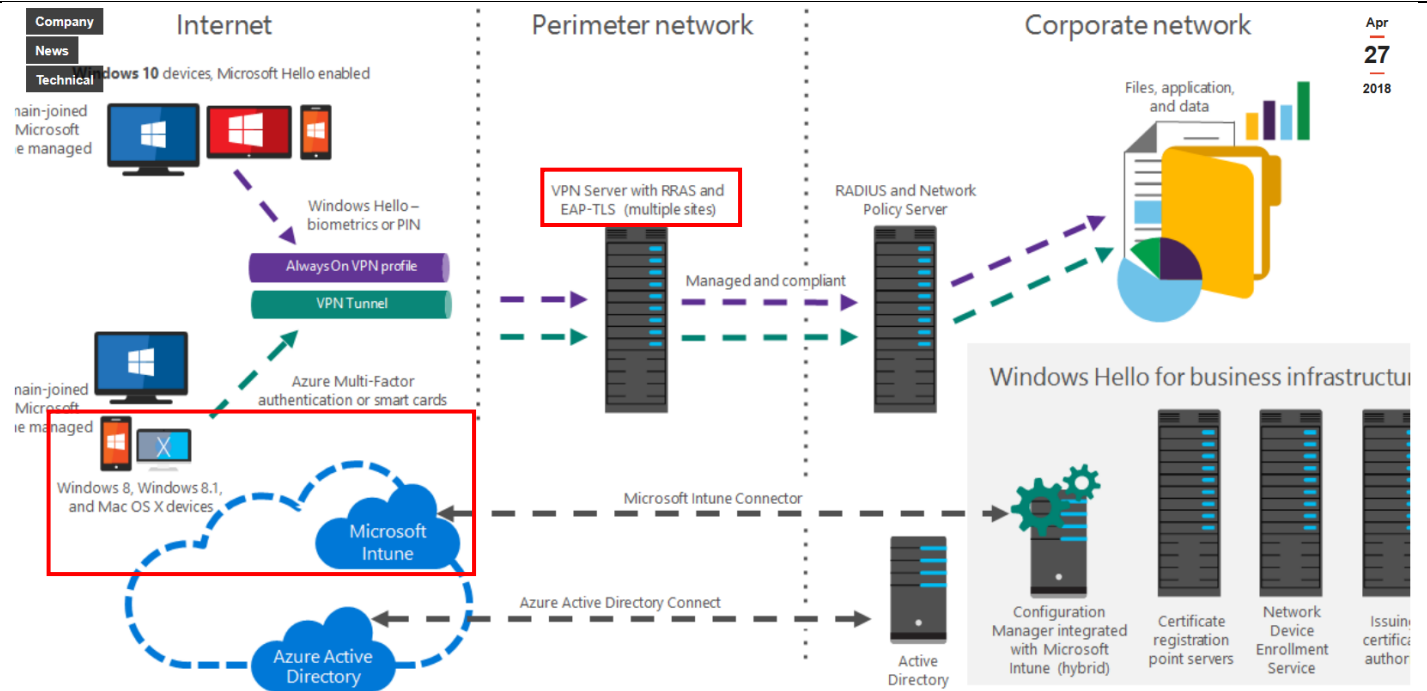 Company
News
Technical
Apr
27
2018
Internet
Perimeter network
Corporate network
Windows 10 devices, Microsoft Hello enabled
main-joined
Microsoft
e managed
Windows Hello –
biometrics or PIN
Always On VPN profile
VPN Tunnel
VPN Server with RRAS and
EAP-TLS (multiple sites)
Managed and compliant
RADIUS and Network
Policy Server
Files, application,
and data
main-joined
Microsoft
e managed
Azure Multi-Factor
authentication or smart cards
X
Windows 8, Windows 8.1,
and Mac OS X devices
Microsoft
Intune
Microsoft Intune Connector
Azure Active Directory Connect
Azure Active
Directory
Active
Directory
Windows Hello for business infrastructur
Configuration
Manager integrated
with Microsoft
Intune (hybrid)
Certificate
registration
point servers
Network
Device
Enrollment
Service
Issuing
certifica
author